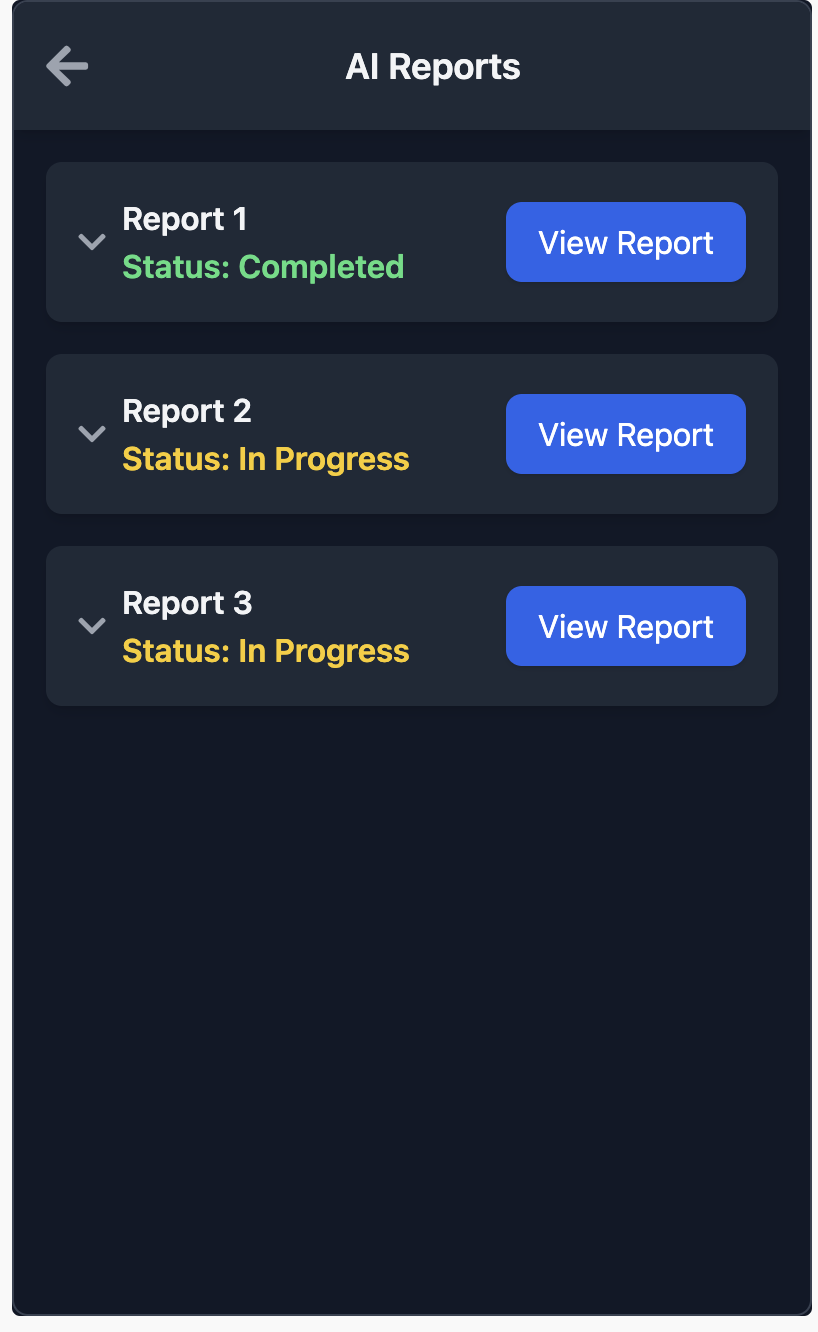 AI Reports
Report 1
Status: Completed
View Report
Report 2
Status: In Progress
View Report
Report 3
Status: In Progress
View Report